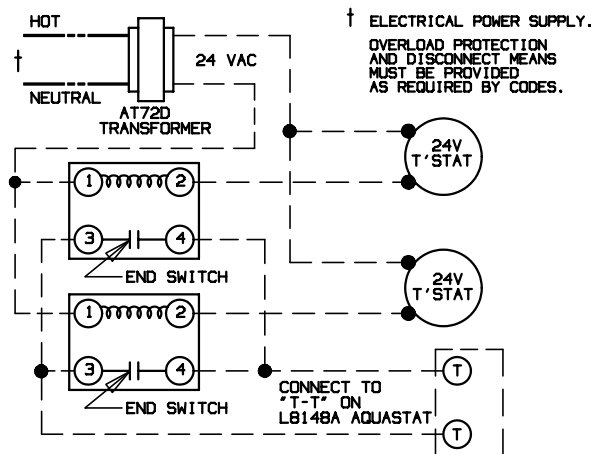 HOT
† ELECTRICAL POWER SUPPLY.
OVERLOAD PROTECTION
AND DISCONNECT MEANS
MUST BE PROVIDED
AS REQUIRED BY CODES.
†
24 VAC
NEUTRAL
AT72D
TRANSFORMER
24V
T'STAT
1
2
3
4
END SWITCH
24V
T'STAT
1
2
3
4
END SWITCH
CONNECT TO
"T-T" ON
L8148A AQUASTAT
T
T